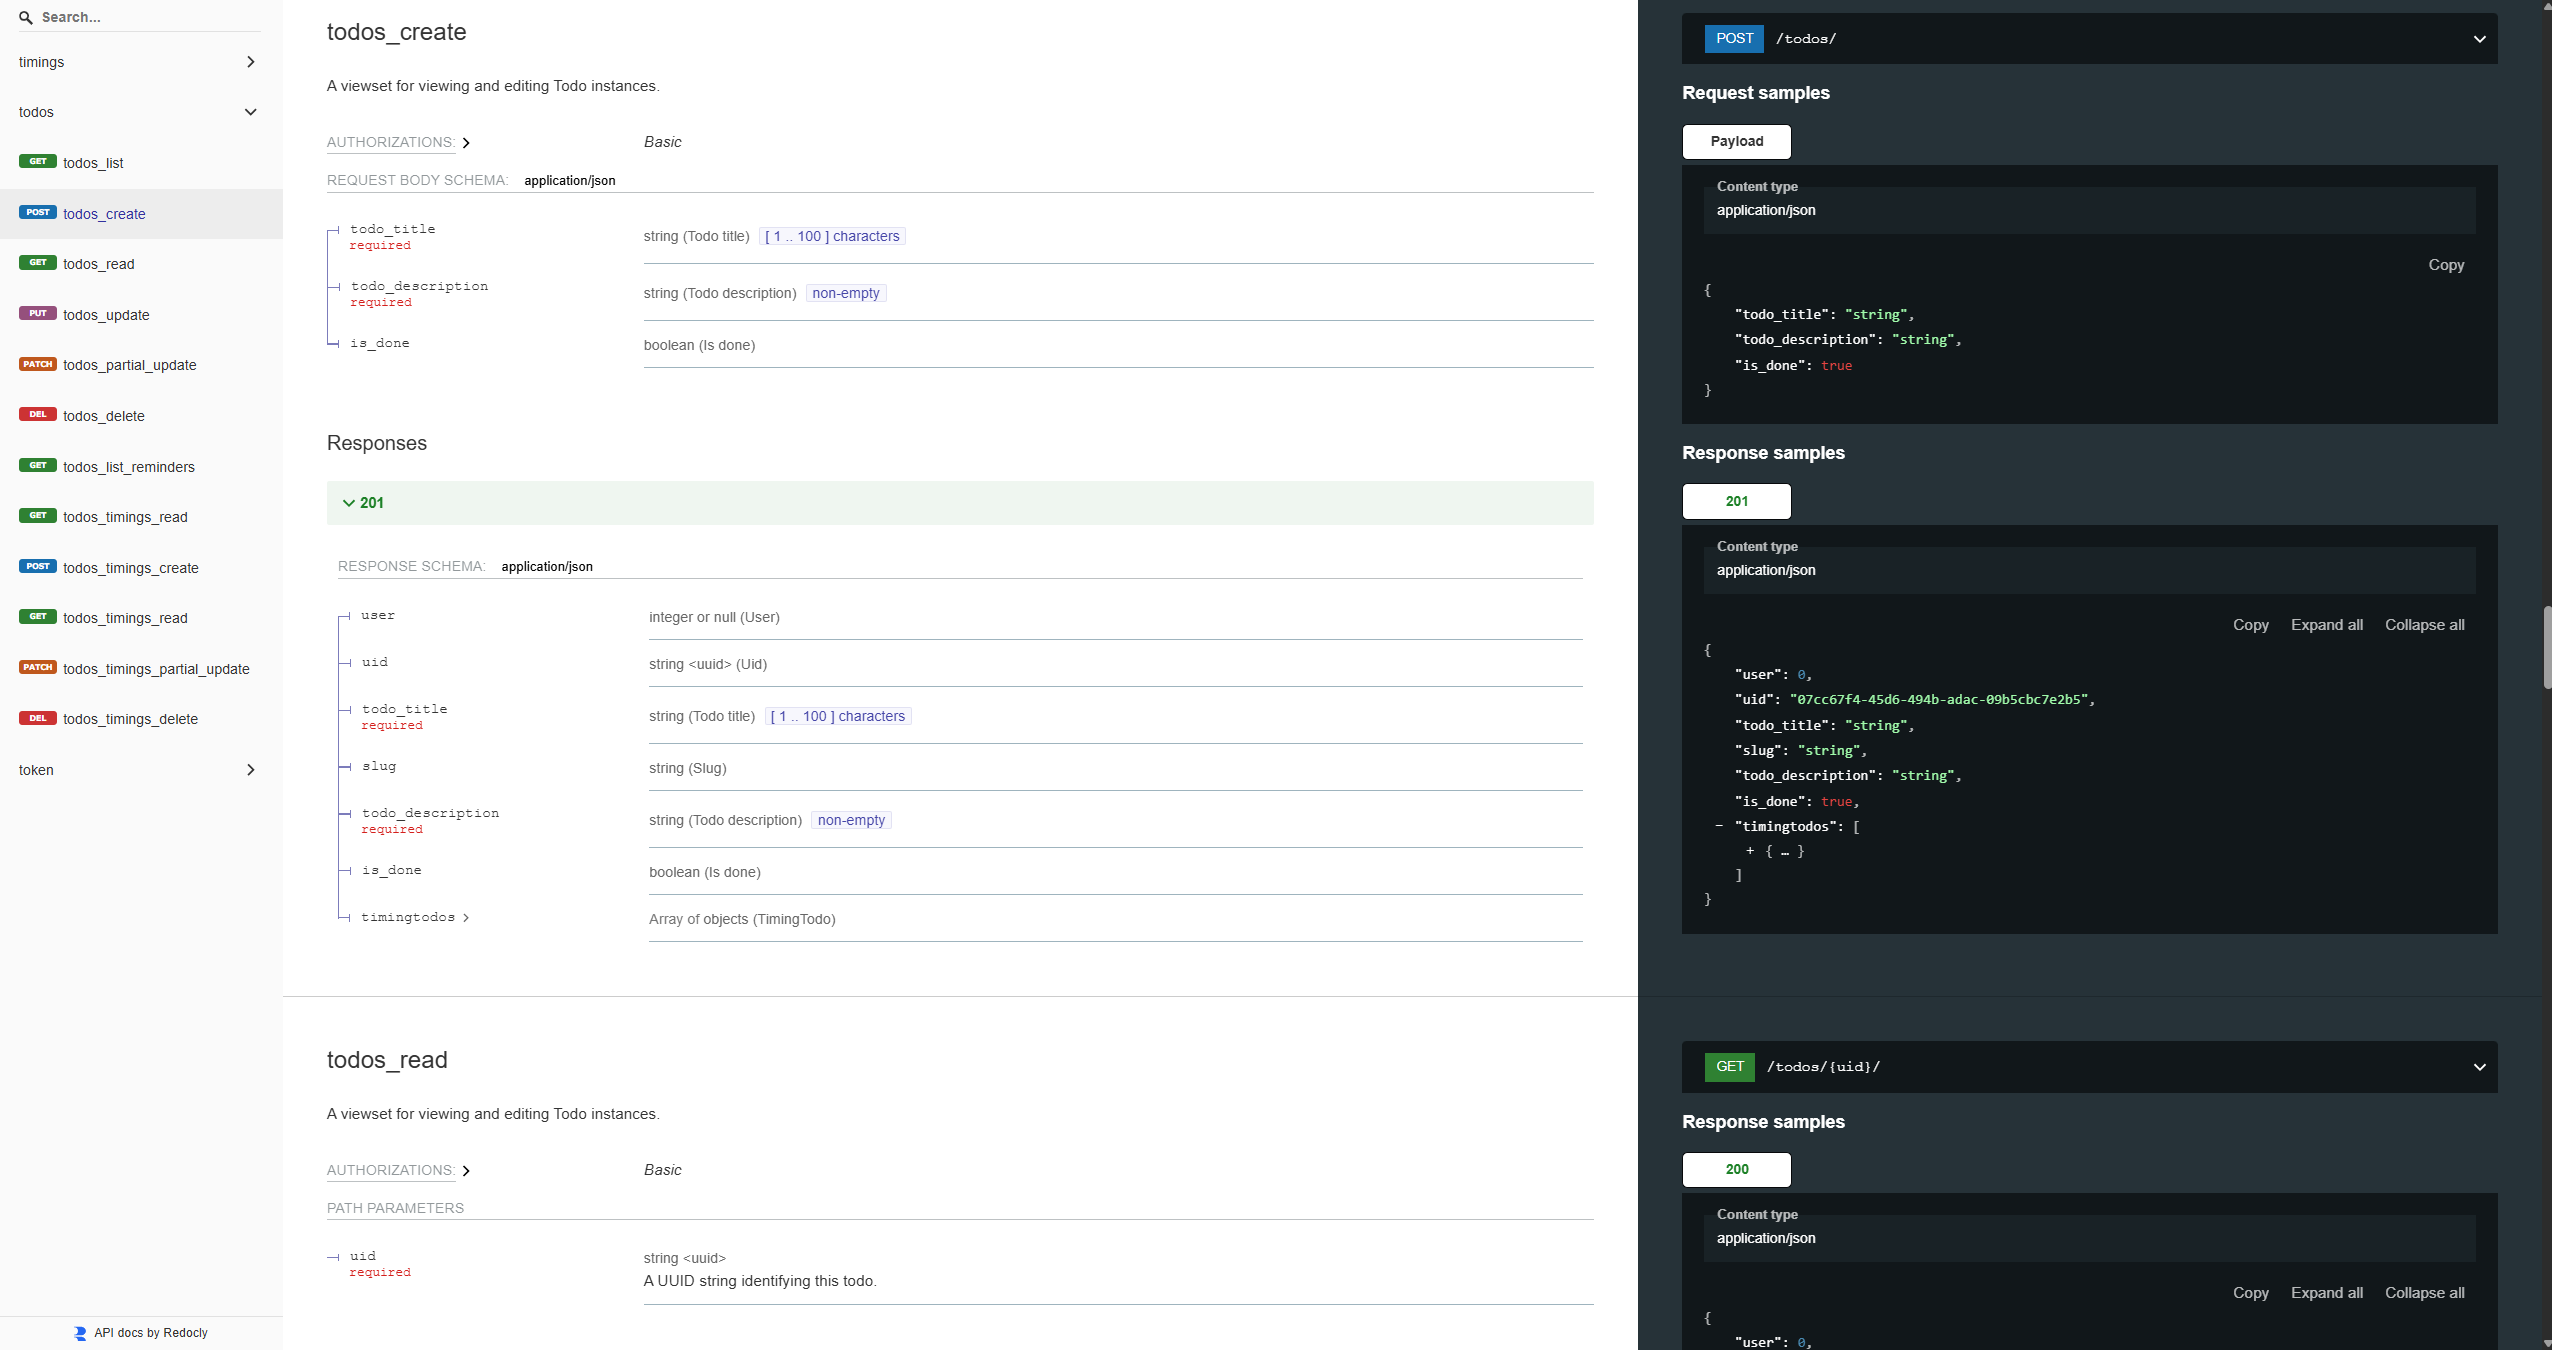 Search...
timings
todos
GET todos_list
POST todos_create
GET todos_read
PUT todos_update
PATCH todos_partial_update
DEL todos_delete
GET todos_list_reminders
GET todos_timings_read
POST todos_timings_create
GET todos_timings_read
PATCH todos_timings_partial_update
DEL todos_timings_delete
token
API docs by Redocly
todos_create
A viewset for viewing and editing Todo instances.
AUTHORIZATIONS: Basic
REQUEST BODY SCHEMA: application/json
todo_title
required
string (Todo title) [ 1 .. 100 ] characters
todo_description
required
string (Todo description) non-empty
is_done boolean (Is done)
Responses
201
RESPONSE SCHEMA: application/json
user integer or null (User)
uid string <uuid> (Uid)
todo_title
required
string (Todo title) [ 1 .. 100 ] characters
slug string (Slug)
todo_description
required
string (Todo description) non-empty
is_done boolean (Is done)
timingtodos Array of objects (TimingTodo)
POST /todos/
Request samples
Payload
Content type
application/json
Copy
{
"todo_title": "string",
"todo_description": "string",
"is_done": true
}
Response samples
201
Content type
application/json
Copy Expand all Collapse all
{
"user": 0,
"uid": "07cc67f4-45d6-494b-adac-09b5cbc7e2b5",
"todo_title": "string",
"slug": "string",
"todo_description": "string",
"is_done": true,
- "timingtodos": [
+ { … }
]
}
todos_read
A viewset for viewing and editing Todo instances.
AUTHORIZATIONS: Basic
PATH PARAMETERS
uid
required
string <uuid>
A UUID string identifying this todo.
GET /todos/{uid}/
Response samples
200
Content type
application/json
Copy Expand all Collapse all
{
"user": 0,